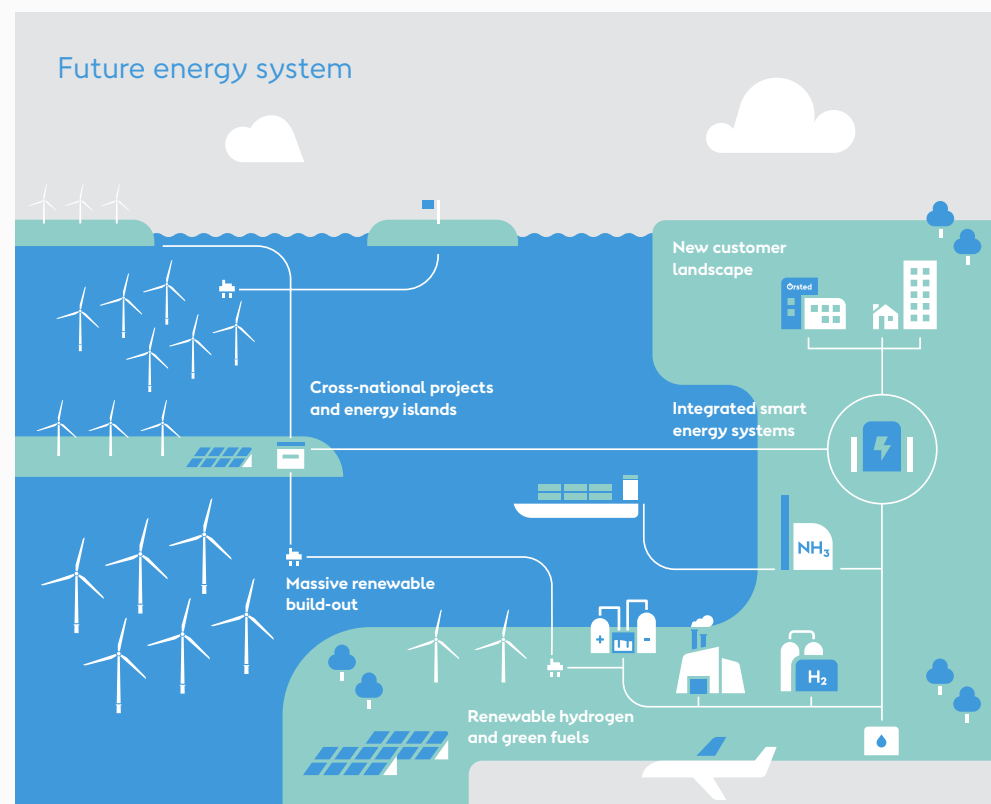 Future energy system
New customer
landscape
Ørsted
Cross-national projects
and energy islands
Integrated smart
energy systems
NH₃
Massive renewable
build-out
+
-
H₂
Renewable hydrogen
and green fuels